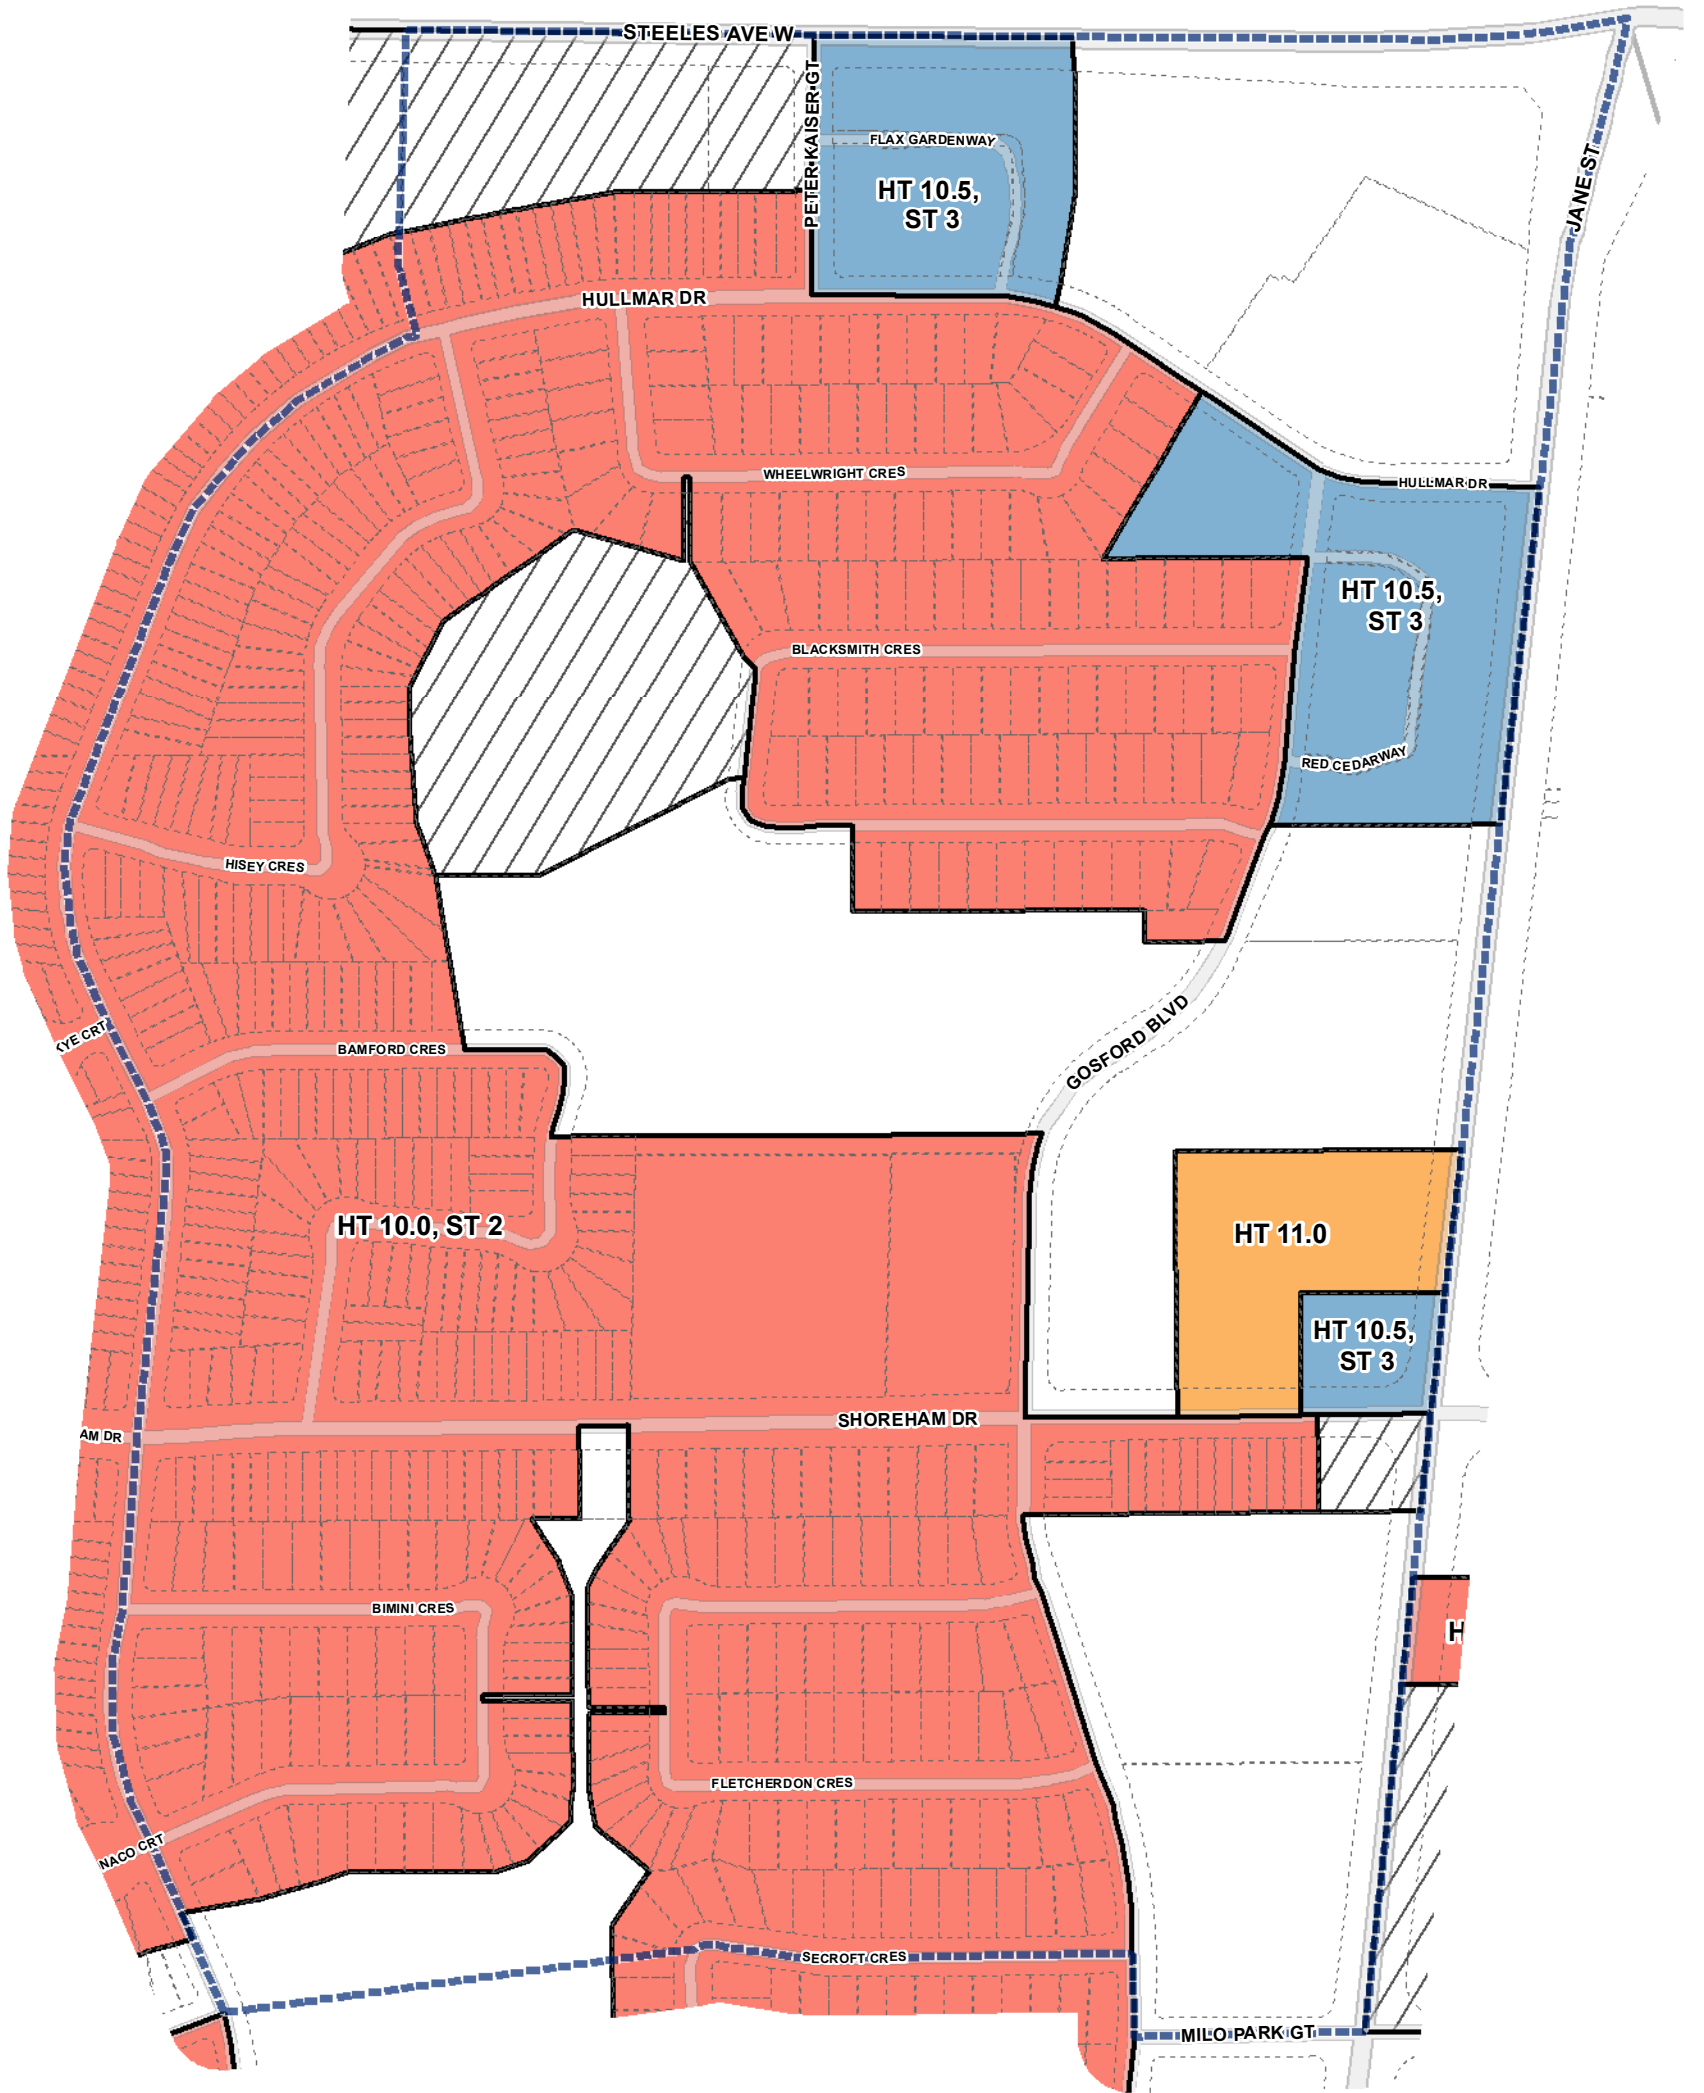 STEELES AVE W
PETER KAISER GT
FLAX GARDENWAY
JANE ST
HT 10.5,
ST 3
HULLMAR DR
WHEELWRIGHT CRES
HULLMAR DR
HT 10.5,
ST 3
BLACKSMITH CRES
RED CEDARWAY
HISEY CRES
GOSFORD BLVD
KYE CRT
BAMFORD CRES
HT 10.0, ST 2
HT 11.0
HT 10.5,
ST 3
SHOREHAM DR
AM DR
BIMINI CRES
H
FLETCHERDON CRES
NACO CRT
SECROFT CRES
MILO PARK GT